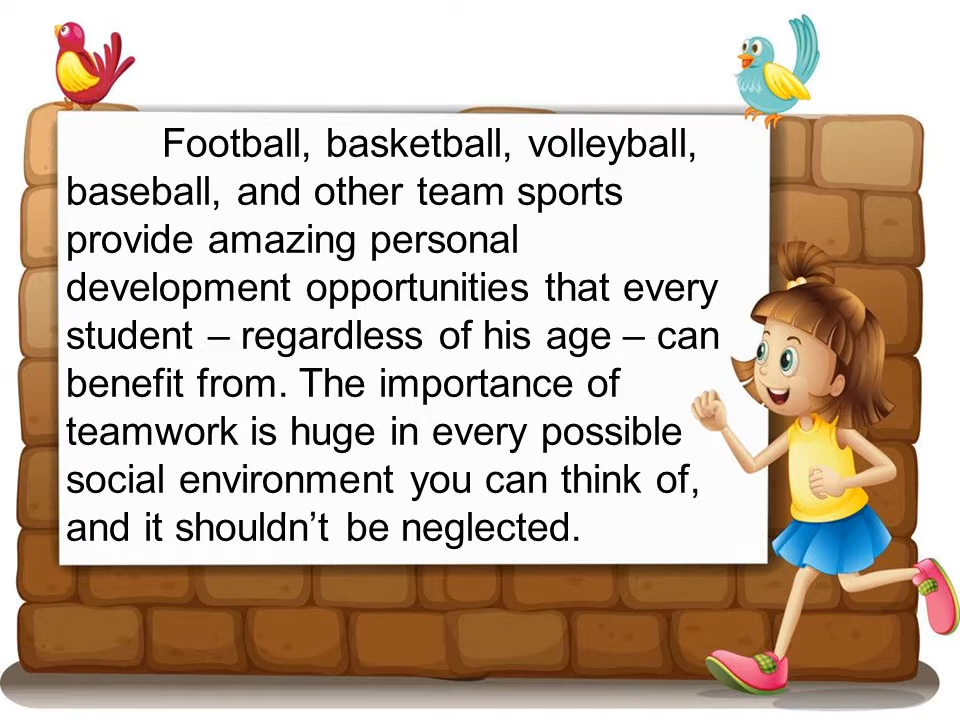 Football, basketball, volleyball,
baseball, and other team sports
provide amazing personal
development opportunities that every
student – regardless of his age – can
benefit from. The importance of
teamwork is huge in every possible
social environment you can think of,
and it shouldn’t be neglected.